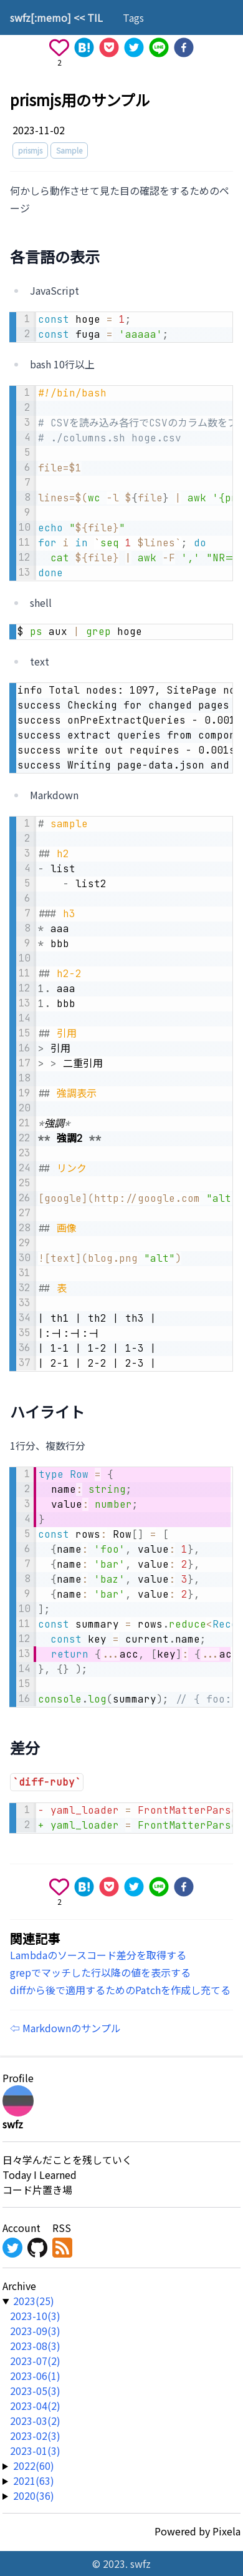 swfz[:memo] << TIL Tags
2
prismjs用のサンプル
2023-11-02
prismjs Sample
何かしら動作させて見た目の確認をするためのページ
各言語の表示
JavaScript
1 const hoge = 1;
2 const fuga = 'aaaaa';
bash 10行以上
1 #!/bin/bash
2
3 # CSVを読み込み各行でCSVのカラム数を
4 # ./columns.sh hoge.csv
5
6 file=$1
7
8 lines=$(wc -l ${file} | awk '{p
9
10 echo "${file}"
11 for i in `seq 1 $lines`; do
12   cat ${file} | awk -F ',' "NR==
13 done
shell
$ ps aux | grep hoge
text
info Total nodes: 1097, SitePage no
success Checking for changed pages
success onPreExtractQueries - 0.001
success extract queries from compon
success write out requires - 0.001s
success Writing page-data.json and
Markdown
1 # sample
2
3 ## h2
4 - list
5     - list2
6
7 ### h3
8 * aaa
9 * bbb
10
11 ## h2-2
12 1. aaa
13 1. bbb
14
15 ## 引用
16 > 引用
17 > > 二重引用
18
19 ## 強調表示
20
21 *強調*
22 ** 強調2 **
23
24 ## リンク
25
26 [google](http://google.com "alt
27
28 ## 画像
29
30 ![text](blog.png "alt")
31
32 ## 表
33
34 | th1 | th2 | th3 |
35 |:-|:-|:-|
36 | 1-1 | 1-2 | 1-3 |
37 | 2-1 | 2-2 | 2-3 |
ハイライト
1行分、複数行分
1 type Row = {
2   name: string;
3   value: number;
4 }
5 const rows: Row[] = [
6   {name: 'foo', value: 1},
7   {name: 'bar', value: 2},
8   {name: 'baz', value: 3},
9   {name: 'bar', value: 2},
10 ];
11 const summary = rows.reduce<Rec
12   const key = current.name;
13   return {...acc, [key]: {...ac
14 }, {} );
15
16 console.log(summary); // { foo:
差分
`diff-ruby`
1 - yaml_loader = FrontMatterPars
2 + yaml_loader = FrontMatterPars
2
関連記事
Lambdaのソースコード差分を取得する
grepでマッチした行以降の値を表示する
diffから後で適用するためのPatchを作成し充てる
⇦ Markdownのサンプル
Profile
swfz
日々学んだことを残していく
Today I Learned
コード片置き場
Account RSS
Archive
▼ 2023(25)
2023-10(3)
2023-09(3)
2023-08(3)
2023-07(2)
2023-06(1)
2023-05(3)
2023-04(2)
2023-03(2)
2023-02(3)
2023-01(3)
▶ 2022(60)
▶ 2021(63)
▶ 2020(36)
Powered by Pixela
© 2023. swfz